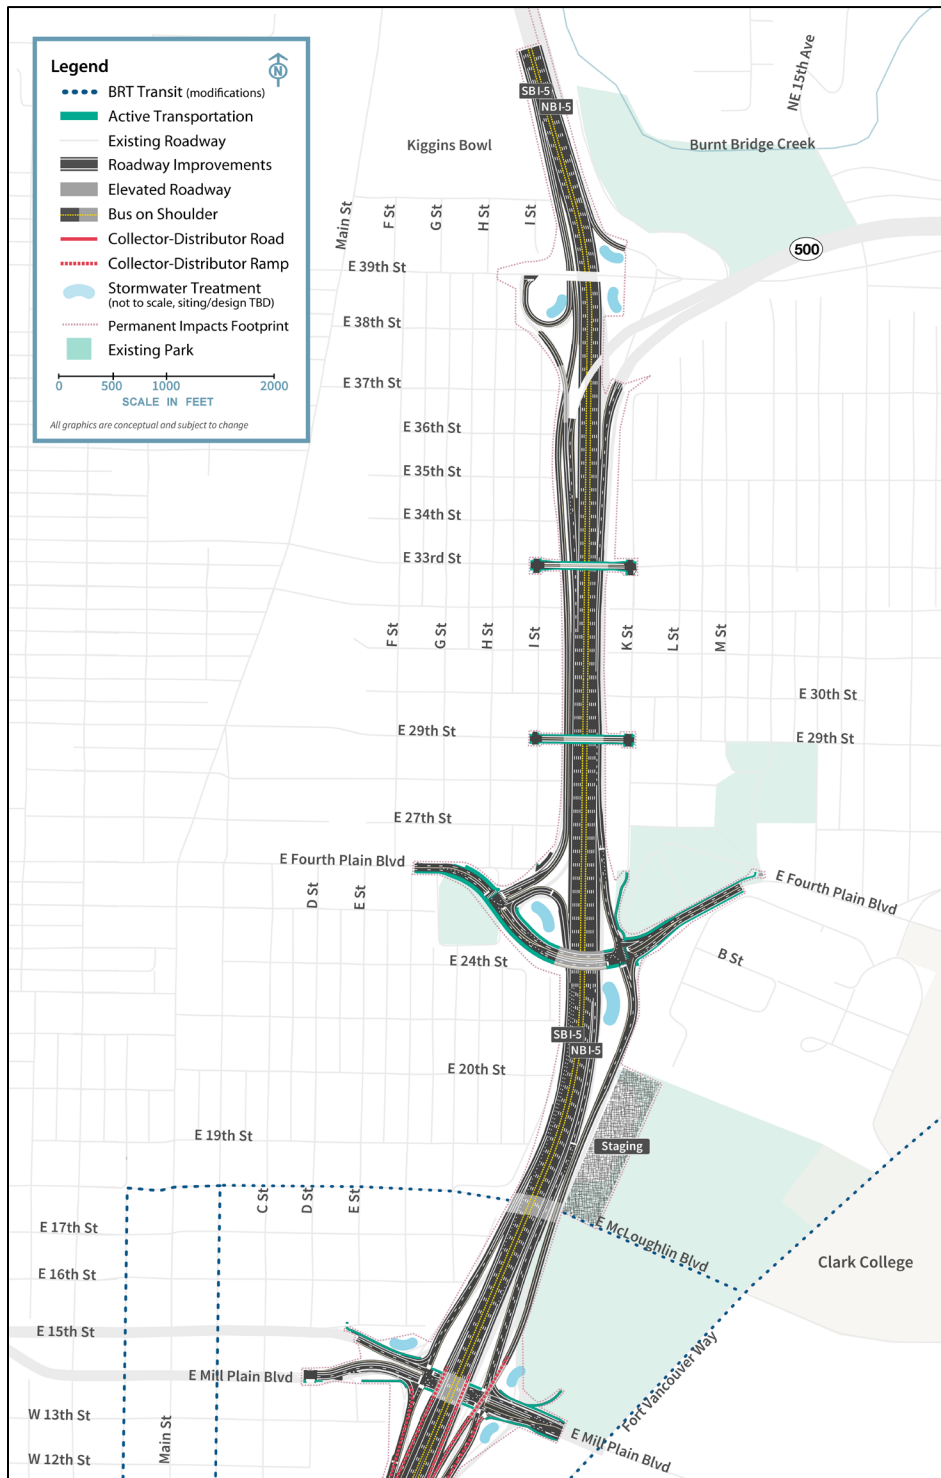 Legend
N
BRT Transit (modifications)
Active Transportation
Existing Roadway
Roadway Improvements
Elevated Roadway
Bus on Shoulder
Collector-Distributor Road
Collector-Distributor Ramp
Stormwater Treatment
(not to scale, siting/design TBD)
Permanent Impacts Footprint
Existing Park
0 500 1000 2000
SCALE IN FEET
All graphics are conceptual and subject to change
SB I-5
NB I-5
NE 15th Ave
Kiggins Bowl
Burnt Bridge Creek
Main St
F St
G St
H St
I St
500
E 39th St
E 38th St
E 37th St
E 36th St
E 35th St
E 34th St
E 33rd St
F St
G St
H St
I St
K St
L St
M St
E 30th St
E 29th St
E 29th St
E 27th St
E Fourth Plain Blvd
E Fourth Plain Blvd
D St
E St
E 24th St
B St
SB I-5
NB I-5
E 20th St
E 19th St
Staging
C St
D St
E St
E 17th St
E McLoughlin Blvd
Clark College
E 16th St
E 15th St
Fort Vancouver Way
E Mill Plain Blvd
W 13th St
Main St
E Mill Plain Blvd
W 12th St